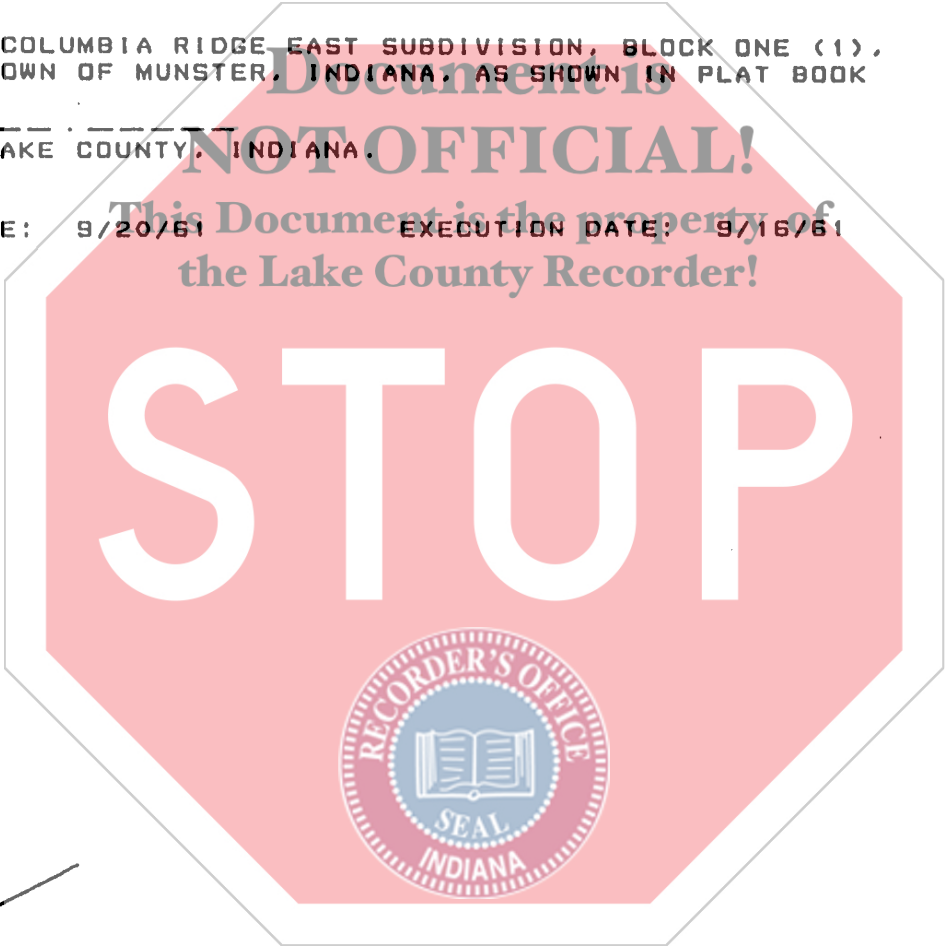 COLUMBIA RIDGE EAST SUBDIVISION, BLOCK ONE (1),
OWN OF MUNSTER, INDIANA, AS SHOWN IN PLAT BOOK
Document is
NOT OFFICIAL!
AKE COUNTY, INDIANA.
This Document is the property of
E: 9/20/61 EXECUTION DATE: 9/16/61
the Lake County Recorder!
STOP
RECORDER'S OFFICE
SEAL
INDIANA